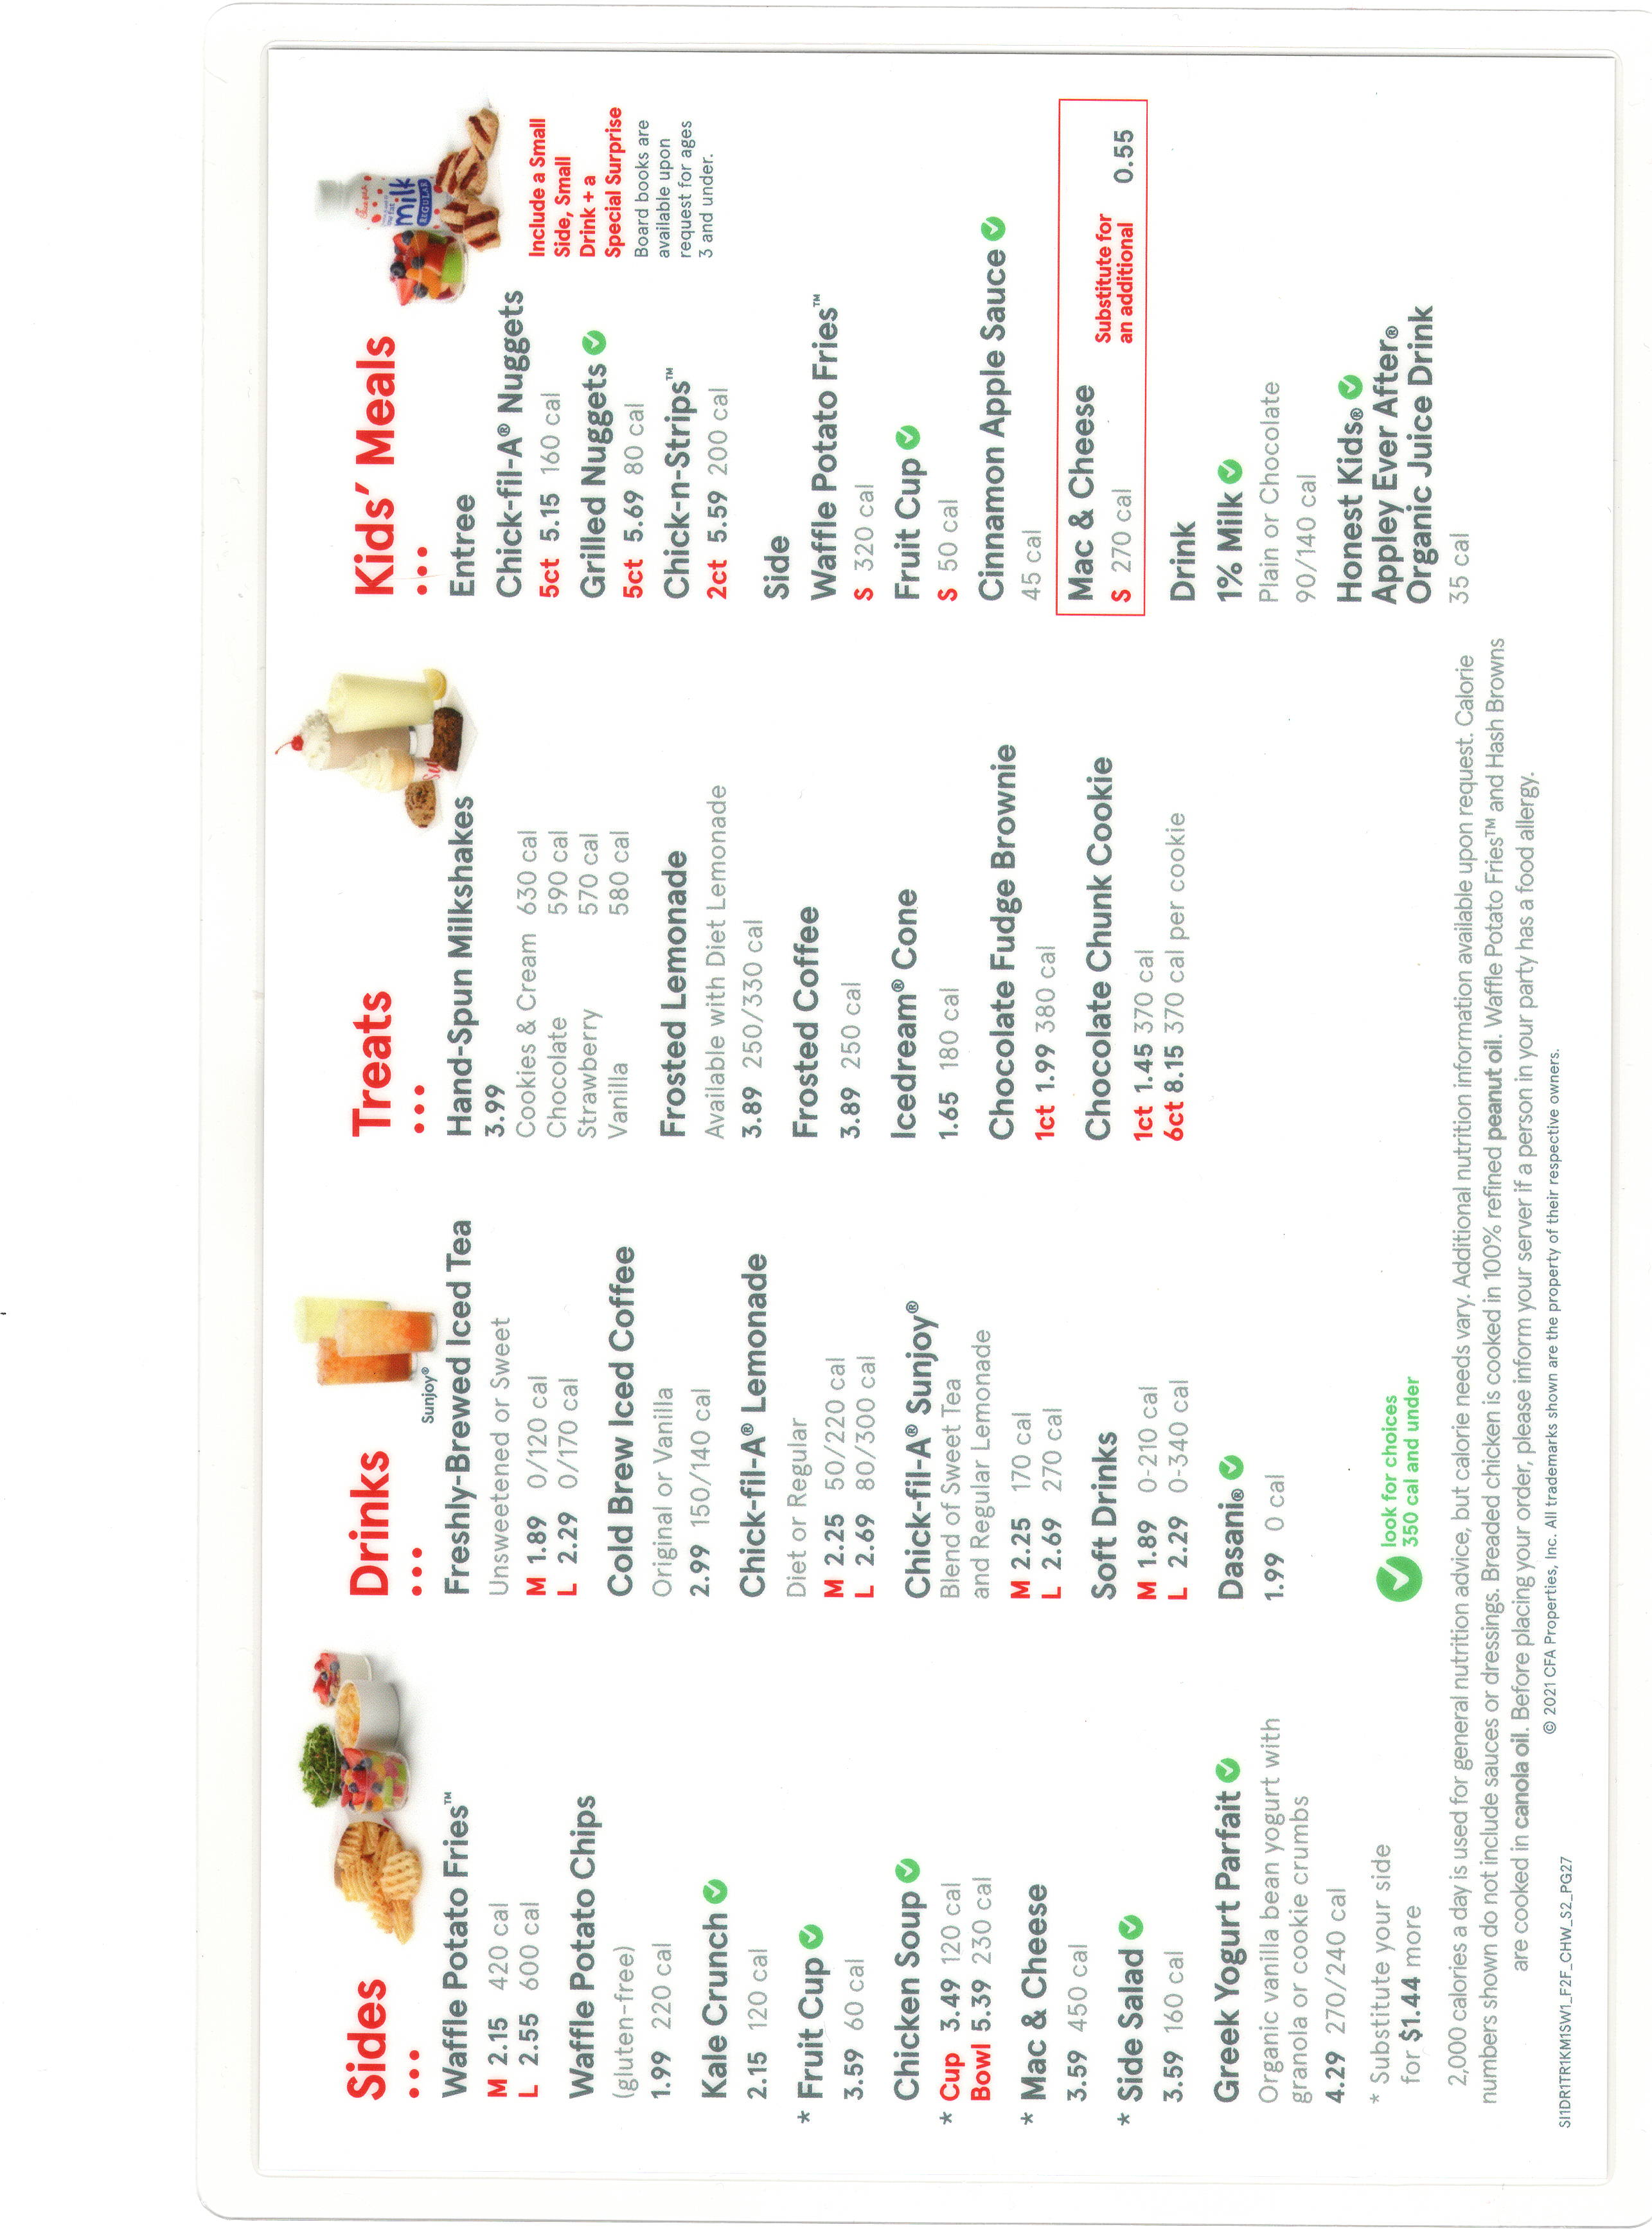 Sides
Waffle Potato Fries™
M 2.15 420 cal
L 2.55 600 cal
Waffle Potato Chips
(gluten-free)
1.99 220 cal
Kale Crunch
2.15 120 cal
* Fruit Cup
3.59 60 cal
Chicken Soup
* Cup 3.49 120 cal
Bowl 5.39 230 cal
* Mac & Cheese
3.59 450 cal
* Side Salad
3.59 160 cal
Greek Yogurt Parfait
Organic vanilla bean yogurt with
granola or cookie crumbs
4.29 270/240 cal
* Substitute your side
for $1.44 more
Drinks
Sunjoy®
Freshly-Brewed Iced Tea
Unsweetened or Sweet
M 1.89 0/120 cal
L 2.29 0/170 cal
Cold Brew Iced Coffee
Original or Vanilla
2.99 150/140 cal
Chick-fil-A® Lemonade
Diet or Regular
M 2.25 50/220 cal
L 2.69 80/300 cal
Chick-fil-A® Sunjoy®
Blend of Sweet Tea
and Regular Lemonade
M 2.25 170 cal
L 2.69 270 cal
Soft Drinks
M 1.89 0-210 cal
L 2.29 0-340 cal
Dasani®
1.99 0 cal
look for choices
350 cal and under
Treats
Hand-Spun Milkshakes
3.99
Cookies & Cream 630 cal
Chocolate 590 cal
Strawberry 570 cal
Vanilla 580 cal
Frosted Lemonade
Available with Diet Lemonade
3.89 250/330 cal
Frosted Coffee
3.89 250 cal
Icedream® Cone
1.65 180 cal
Chocolate Fudge Brownie
1ct 1.99 380 cal
Chocolate Chunk Cookie
1ct 1.45 370 cal
6ct 8.15 370 cal per cookie
Kids' Meals
milk
REGULAR
Entree
Chick-fil-A® Nuggets
5ct 5.15 160 cal
Grilled Nuggets
5ct 5.69 80 cal
Chick-n-Strips™
2ct 5.59 200 cal
Include a Small
Side, Small
Drink + a
Special Surprise
Board books are
available upon
request for ages
3 and under.
Side
Waffle Potato Fries™
S 320 cal
Fruit Cup
S 50 cal
Cinnamon Apple Sauce
45 cal
Mac & Cheese
S 270 cal
Substitute for
an additional 0.55
Drink
1% Milk
Plain or Chocolate
90/140 cal
Honest Kids®
Appley Ever After®
Organic Juice Drink
35 cal
2,000 calories a day is used for general nutrition advice, but calorie needs vary. Additional nutrition information available upon request. Calorie
numbers shown do not include sauces or dressings. Breaded chicken is cooked in 100% refined peanut oil. Waffle Potato Fries™ and Hash Browns
are cooked in canola oil. Before placing your order, please inform your server if a person in your party has a food allergy.
© 2021 CFA Properties, Inc. All trademarks shown are the property of their respective owners.
SI1DR1TR1KM1SW1_F2F_CHW_S2_PG27